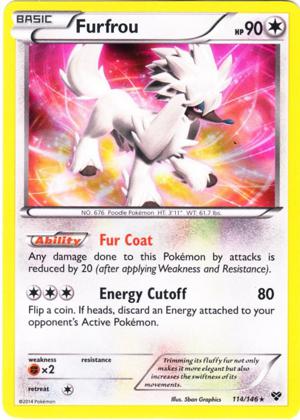 BASIC
Furfrou
HP 90
NO. 676 Poodle Pokémon HT. 3'11" WT. 61.7 lbs.
Ability Fur Coat
Any damage done to this Pokémon by attacks is
reduced by 20 (after applying Weakness and Resistance).
Energy Cutoff 80
Flip a coin. If heads, discard an Energy attached to your
opponent's Active Pokémon.
weakness
×2
resistance
retreat
Trimming its fluffy fur not only
makes it more elegant but also
increases the swiftness of its
movements.
©2014 Pokémon
Illus. 5ban Graphics
114/146 ★
XY